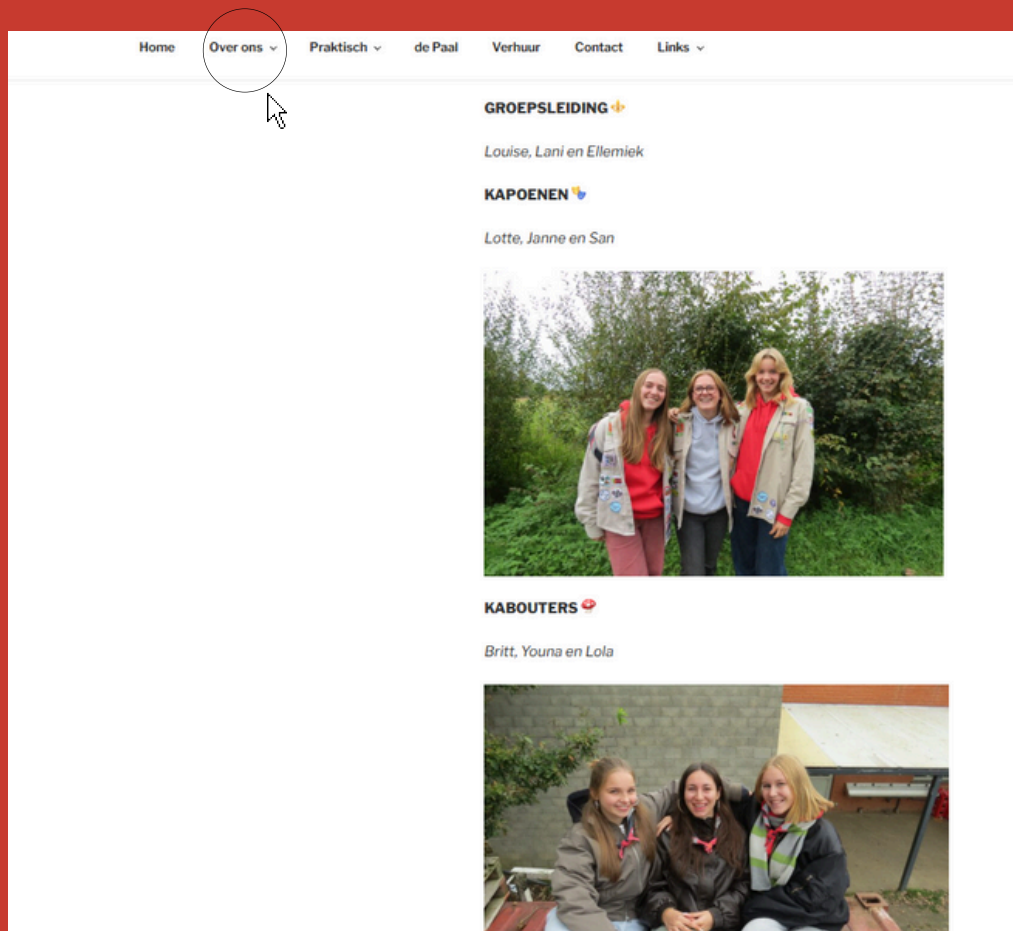 Home Over ons Praktisch de Paal Verhuur Contact Links
GROEPSLEIDING
Louise, Lani en Ellemiek
KAPOENEN
Lotte, Janne en San
KABOUTERS
Britt, Youna en Lola